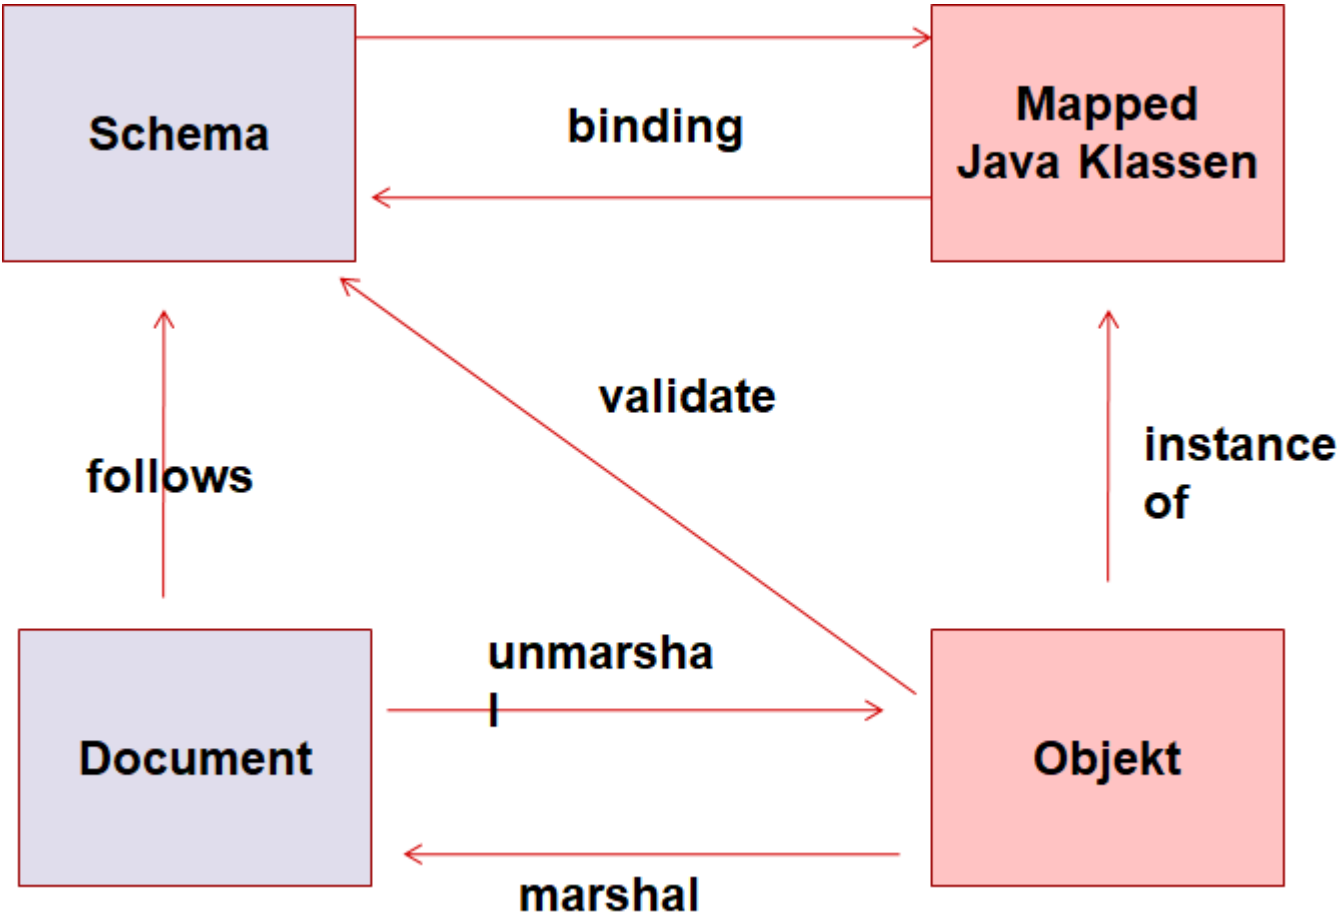 Schema
binding
Mapped
Java Klassen
validate
follows
instance
of
unmarsha
l
Document
Objekt
marshal